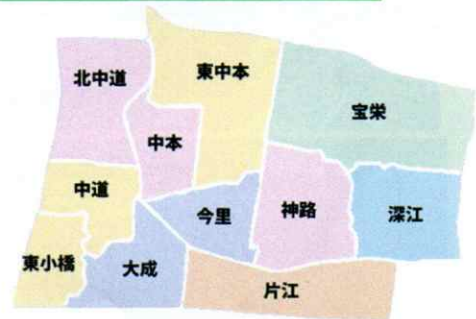 北中道
東中本
宝栄
中本
中道
今里
神路
深江
東小橋
大成
片江